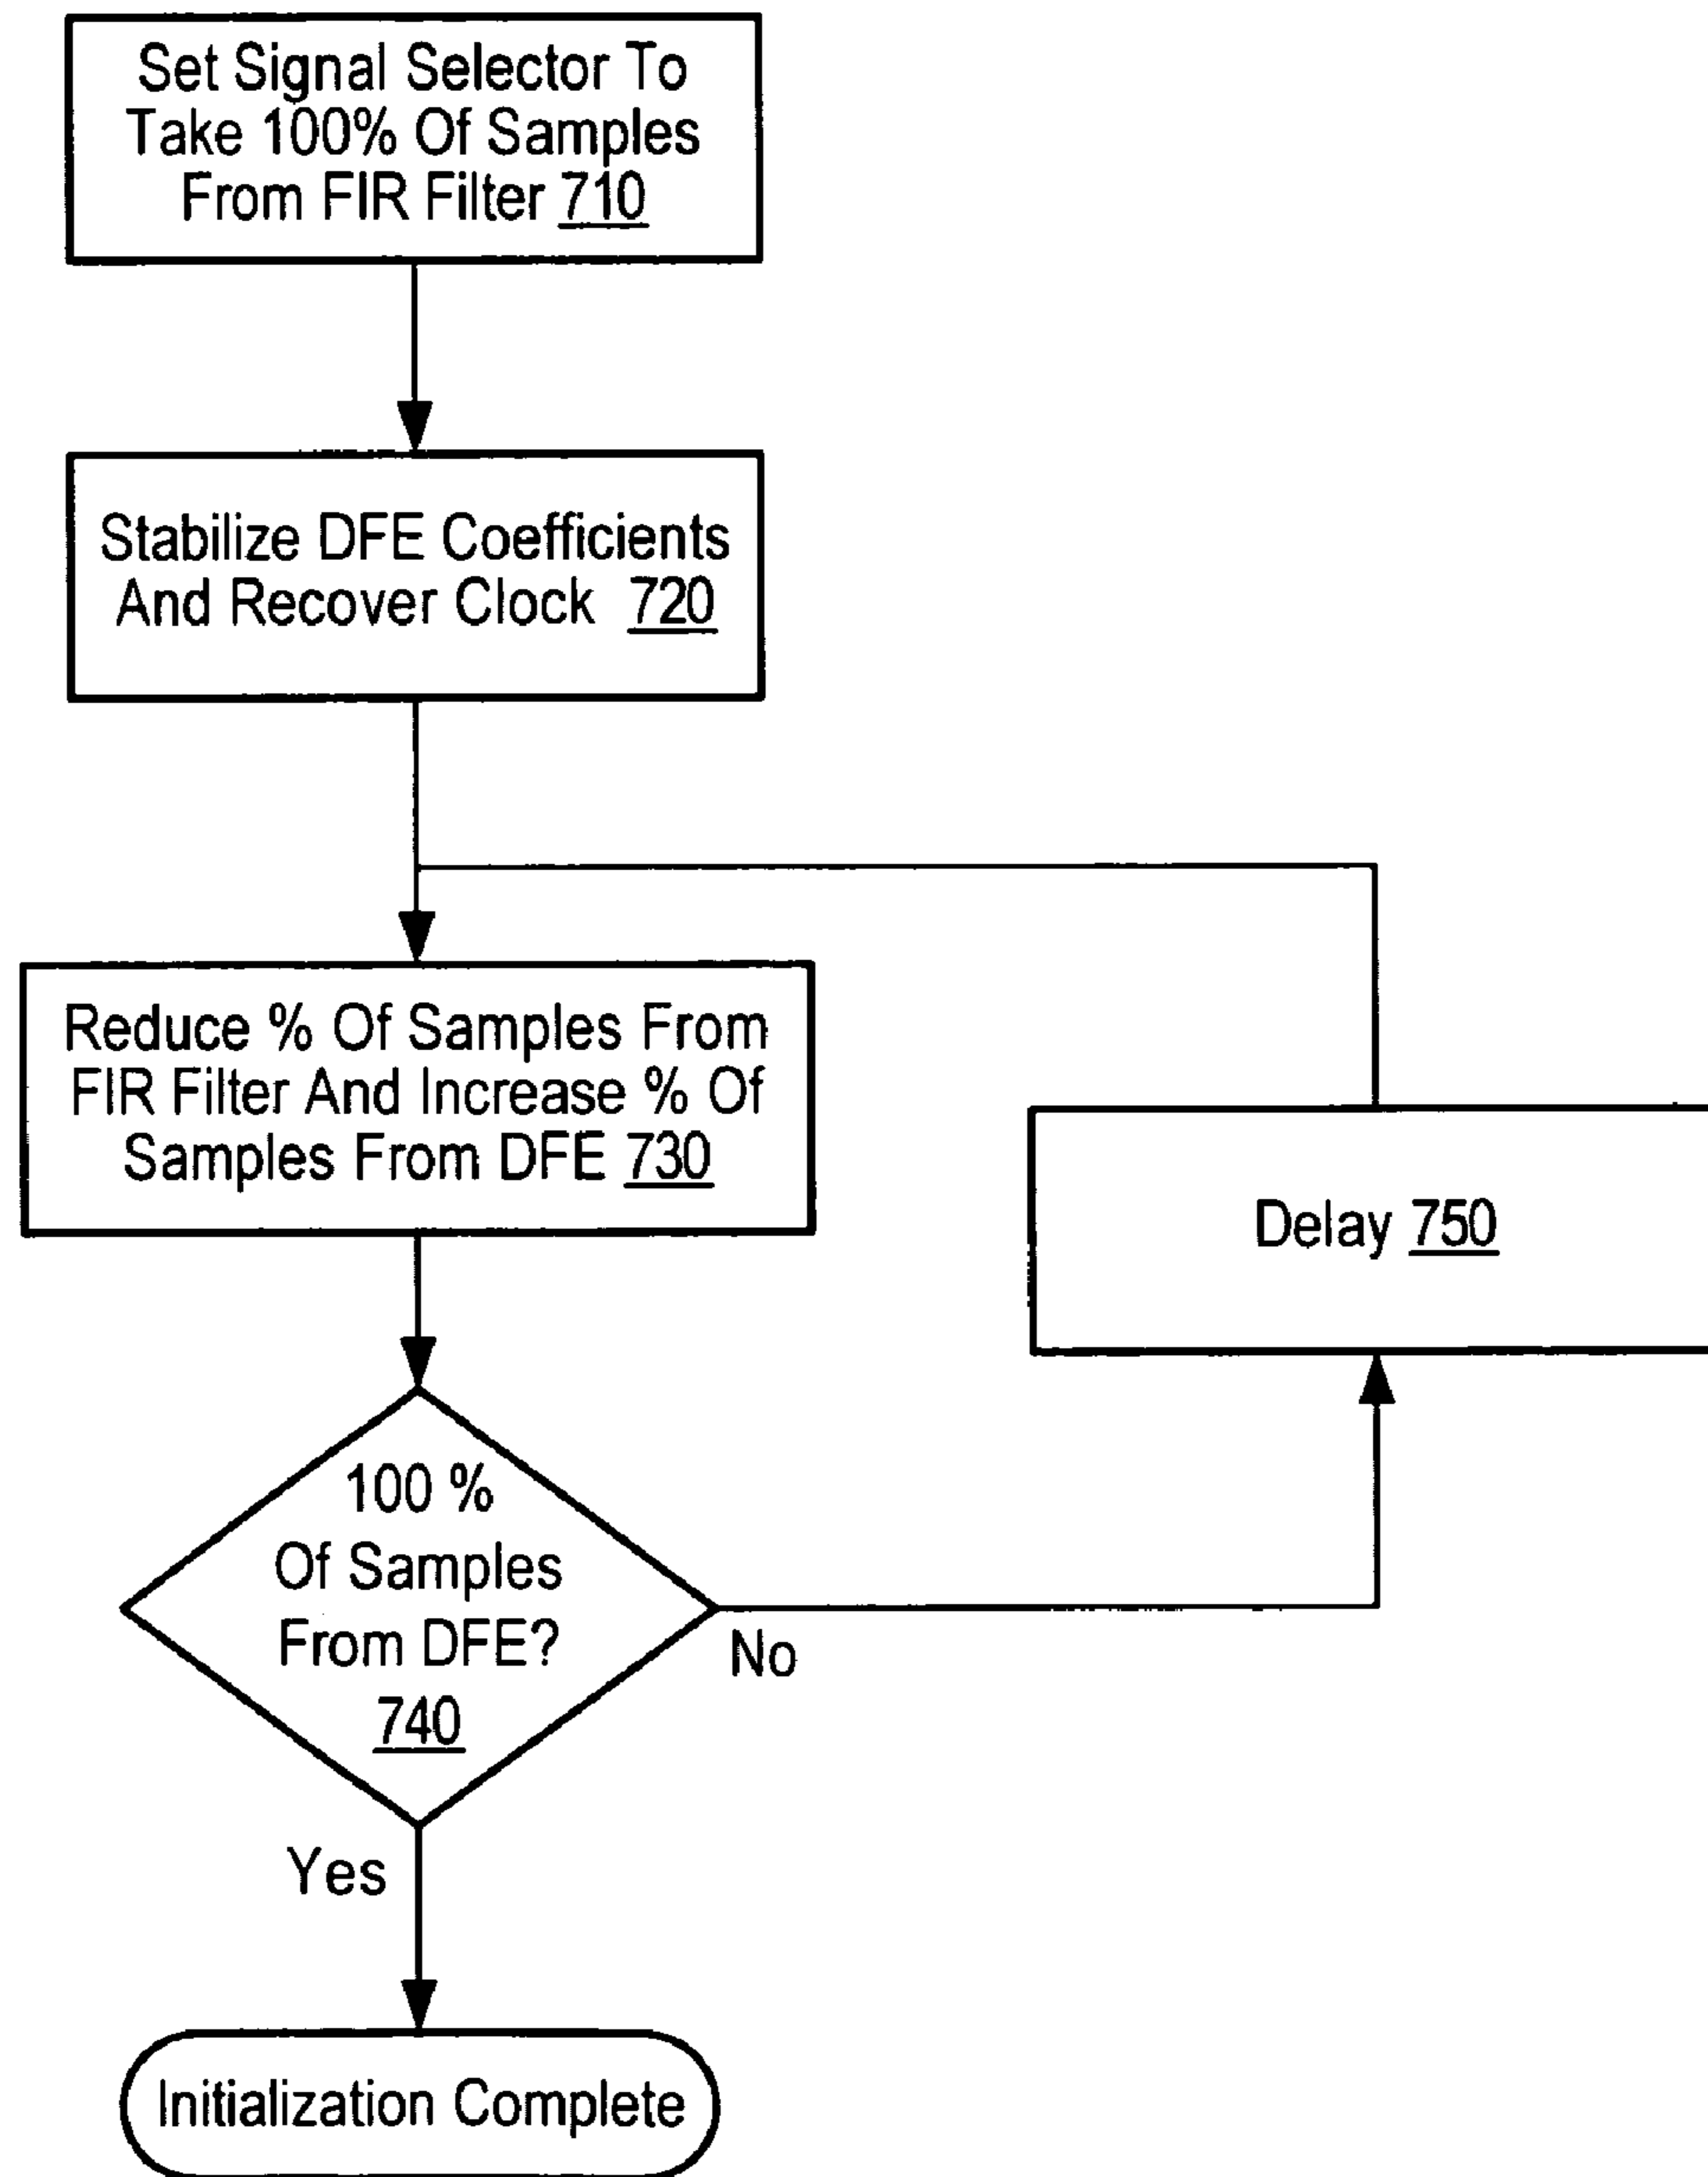 Set Signal Selector To
Take 100% Of Samples
From FIR Filter 710
Stabilize DFE Coefficients
And Recover Clock 720
Reduce % Of Samples From
FIR Filter And Increase % Of
Samples From DFE 730
Delay 750
100 %
Of Samples
From DFE?
740
No
Yes
Initialization Complete